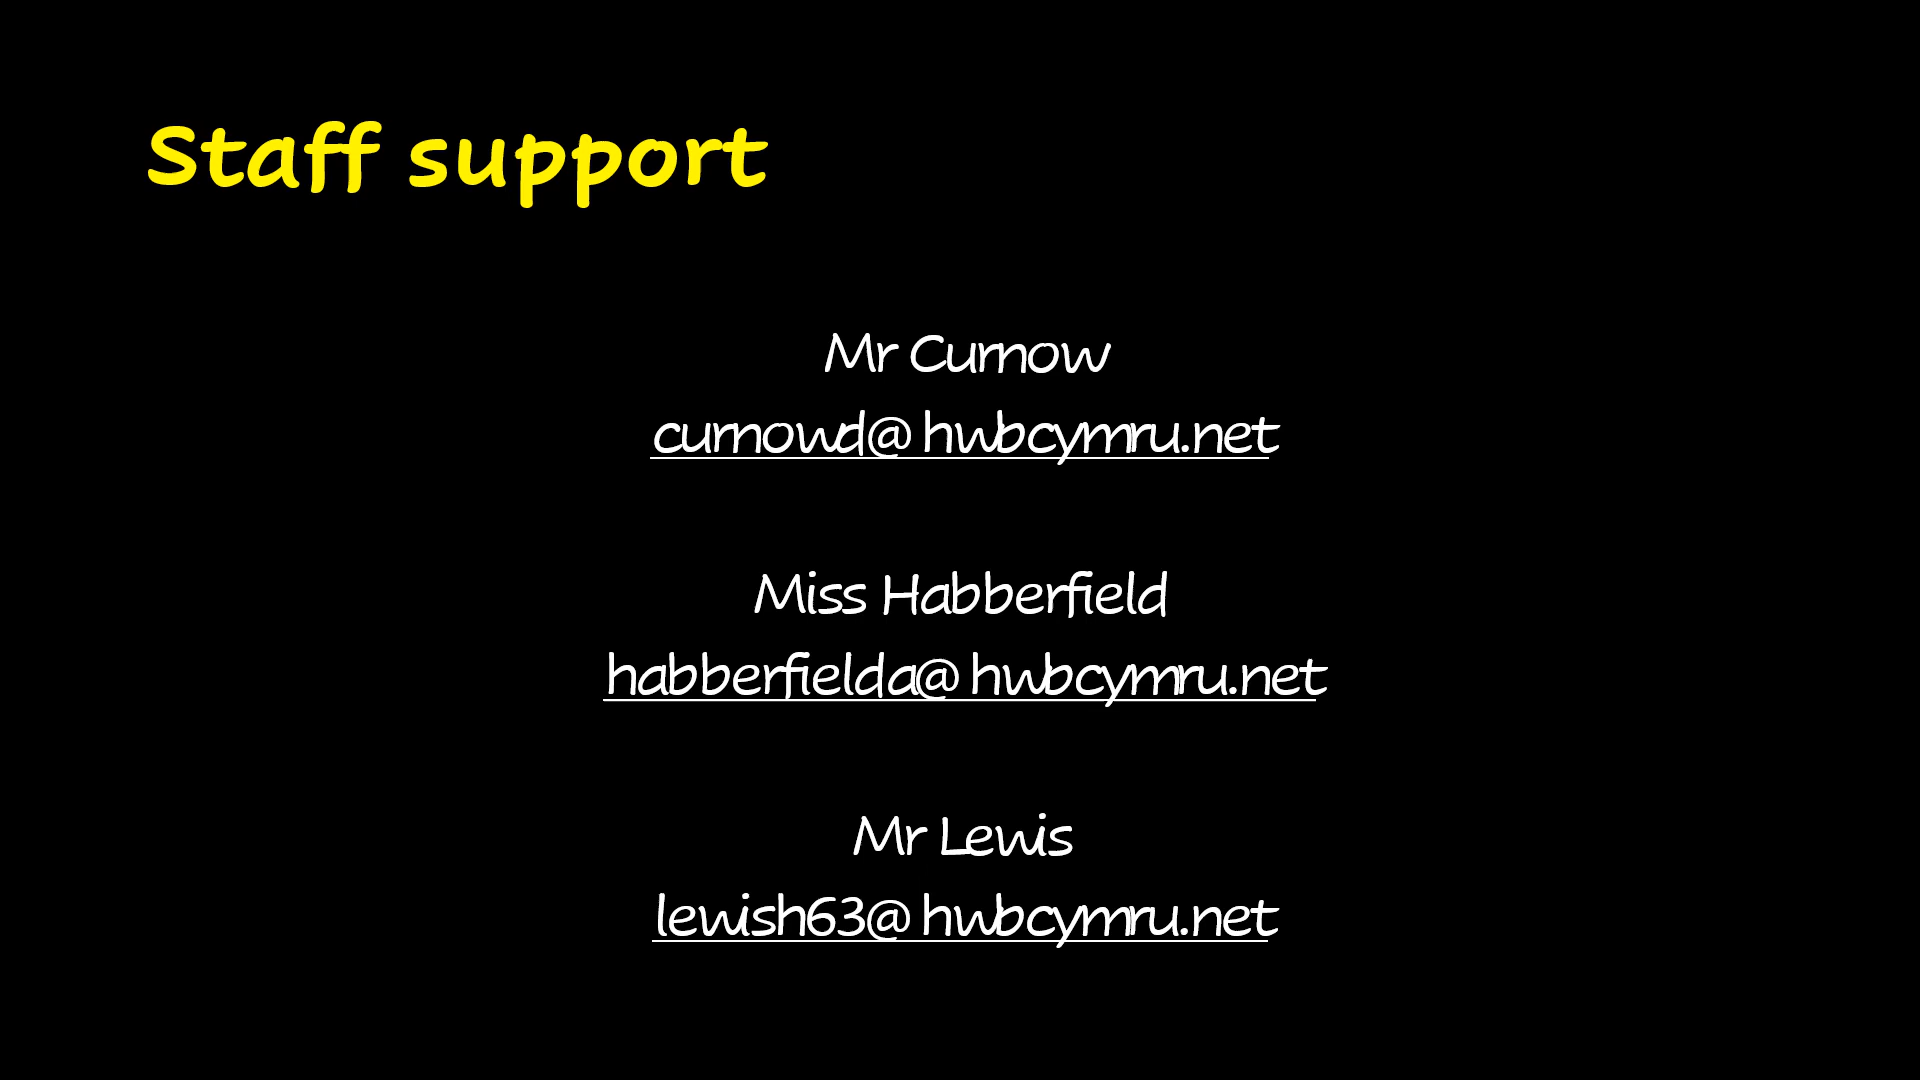 Staff support
Mr Curnow
curnowd@hwbcymru.net
Miss Habberfield
habberfielda@hwbcymru.net
Mr Lewis
lewish63@hwbcymru.net